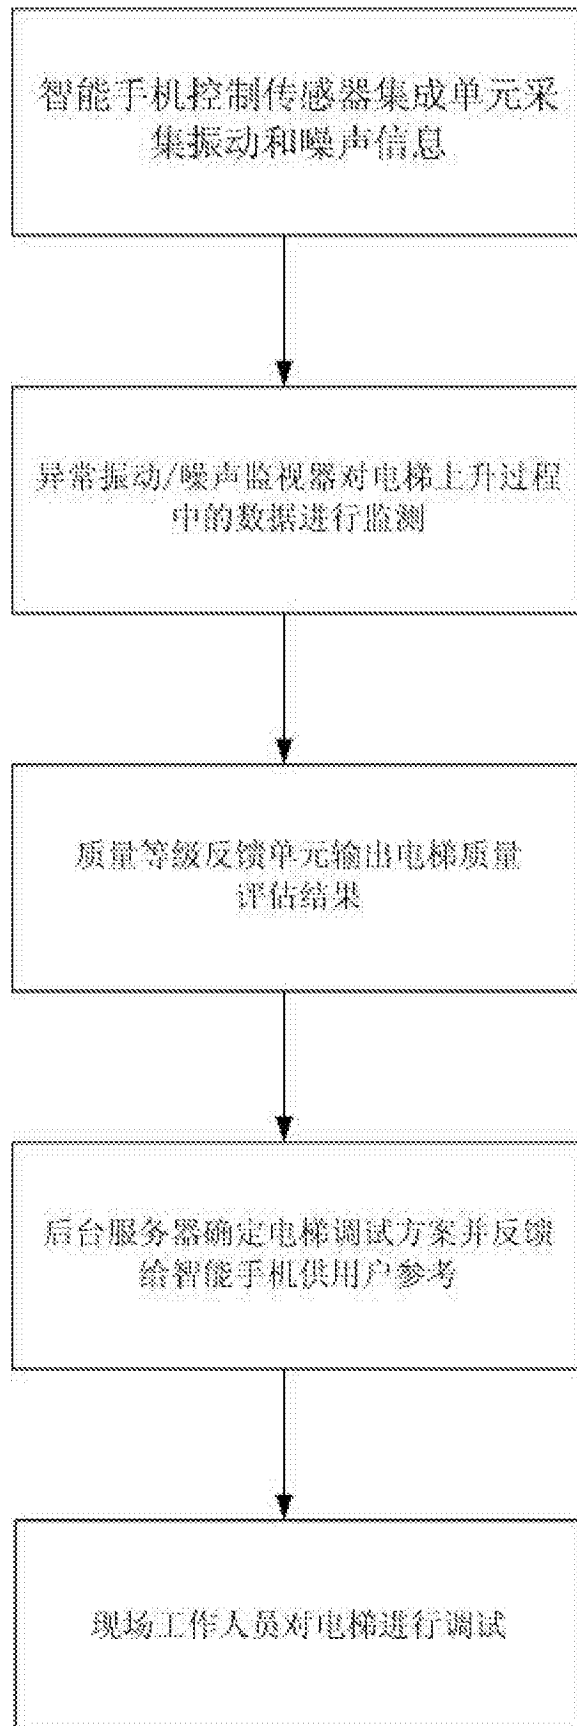 智能手机控制传感器集成单元采
集振动和噪声信息
异常振动/噪声监视器对电梯上升过程
中的数据进行监测
质量等级反馈单元输出电梯质量
评估结果
后台服务器确定电梯调试方案并反馈
给智能手机供用户参考
现场工作人员对电梯进行调试